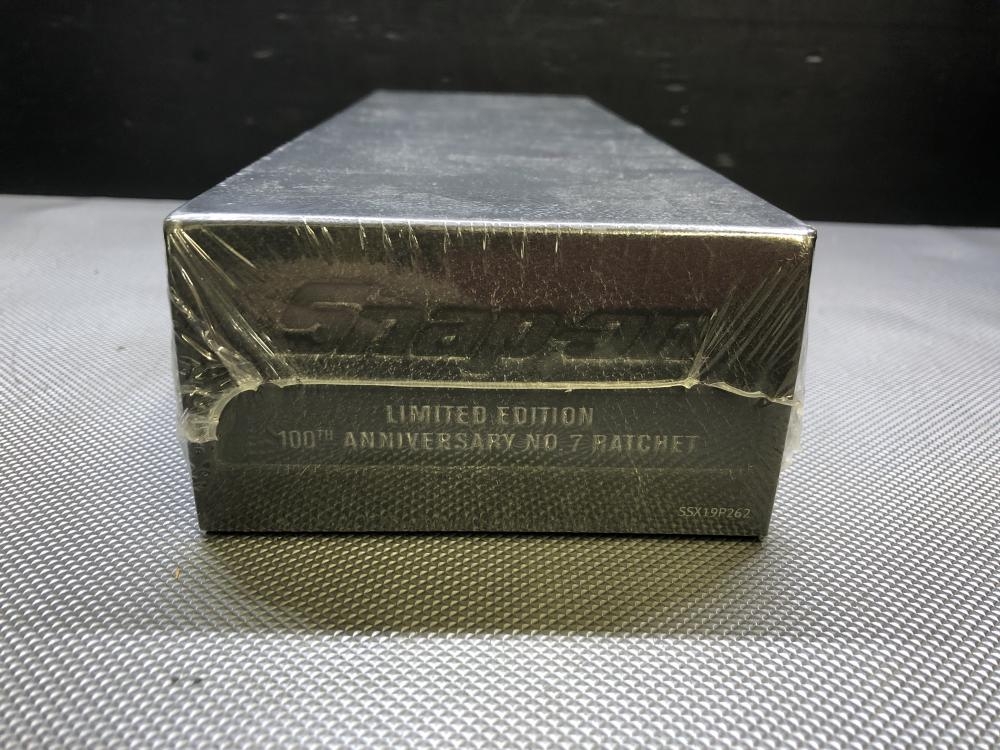 Snap-on
LIMITED EDITION
100TH ANNIVERSARY NO. 7 RATCHET
SSX19P262